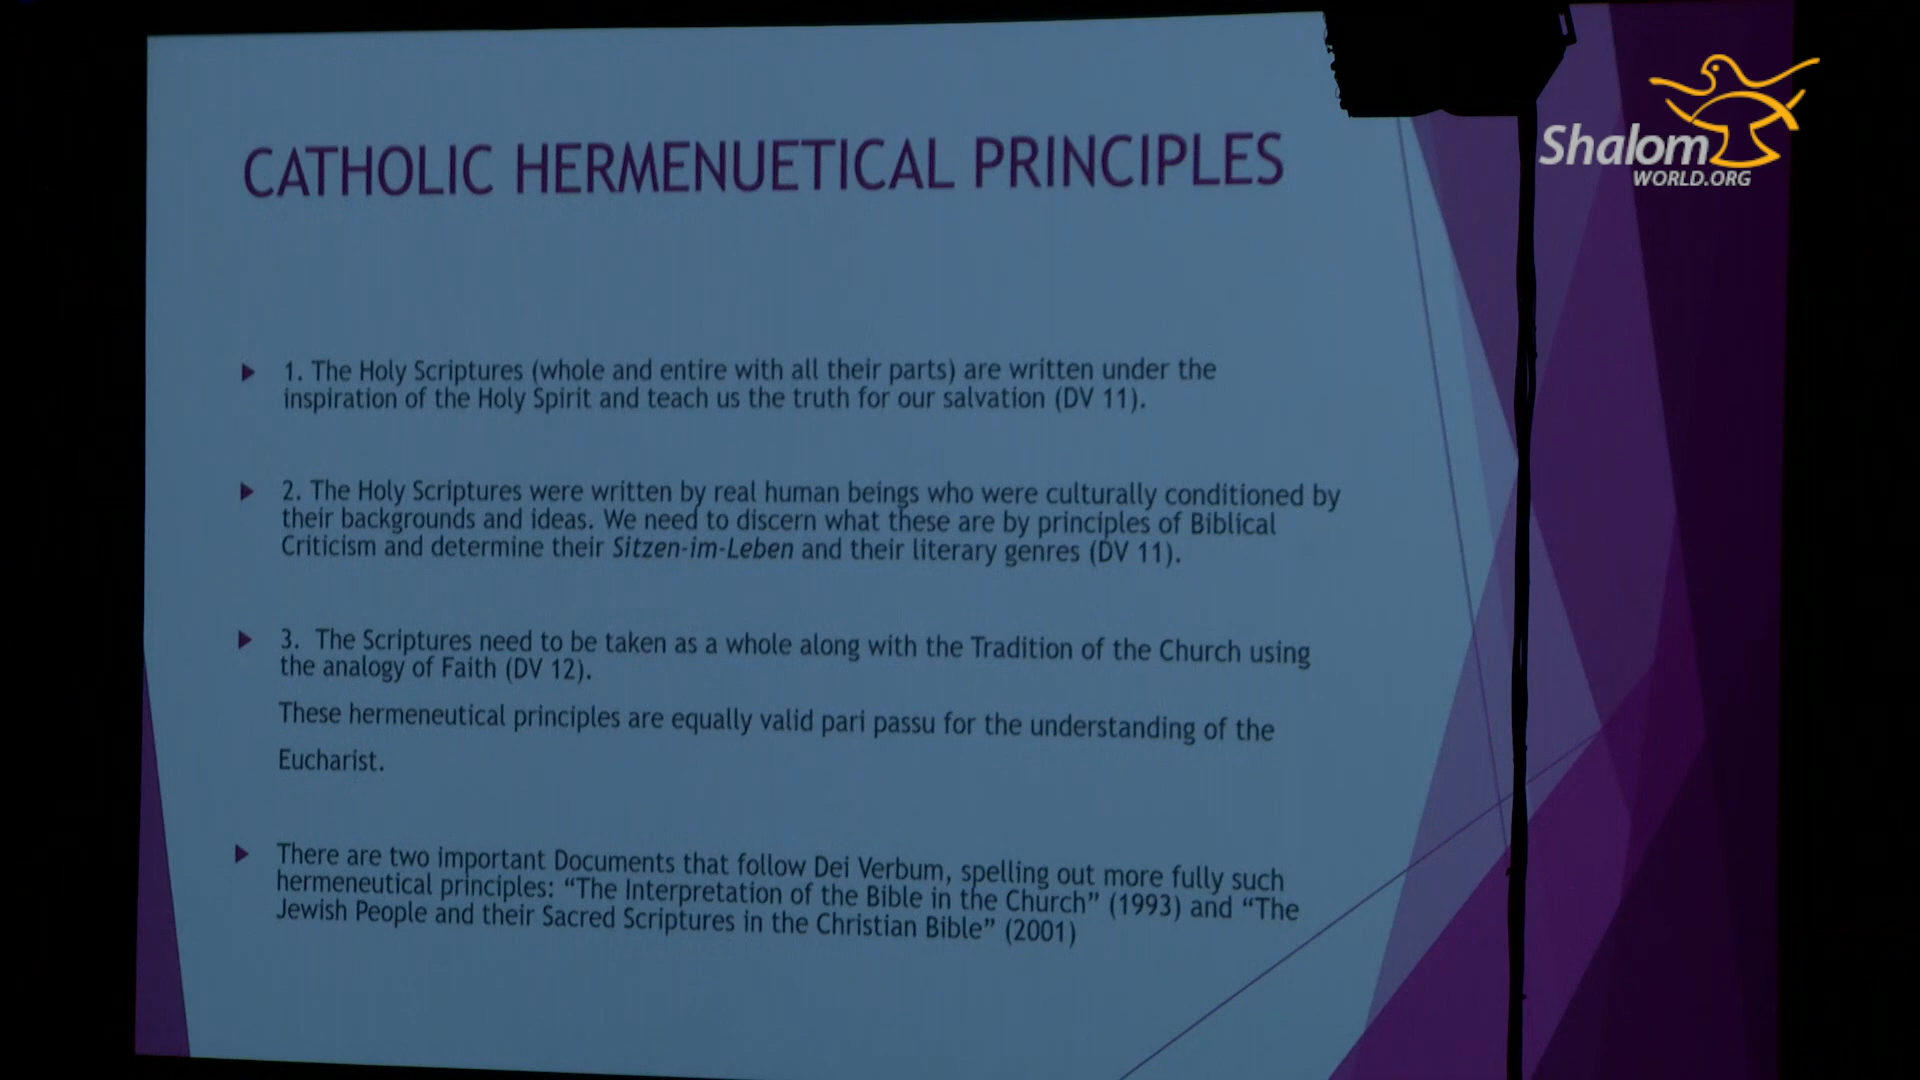 CATHOLIC HERMENUETICAL PRINCIPLES
1. The Holy Scriptures (whole and entire with all their parts) are written under the
inspiration of the Holy Spirit and teach us the truth for our salvation (DV 11).
2. The Holy Scriptures were written by real human beings who were culturally conditioned by
their backgrounds and ideas. We need to discern what these are by principles of Biblical
Criticism and determine their Sitzen-im-Leben and their literary genres (DV 11).
3. The Scriptures need to be taken as a whole along with the Tradition of the Church using
the analogy of Faith (DV 12).
These hermeneutical principles are equally valid pari passu for the understanding of the
Eucharist.
There are two important Documents that follow Dei Verbum, spelling out more fully such
hermeneutical principles: “The Interpretation of the Bible in the Church” (1993) and “The
Jewish People and their Sacred Scriptures in the Christian Bible” (2001)
Shalom
WORLD.ORG